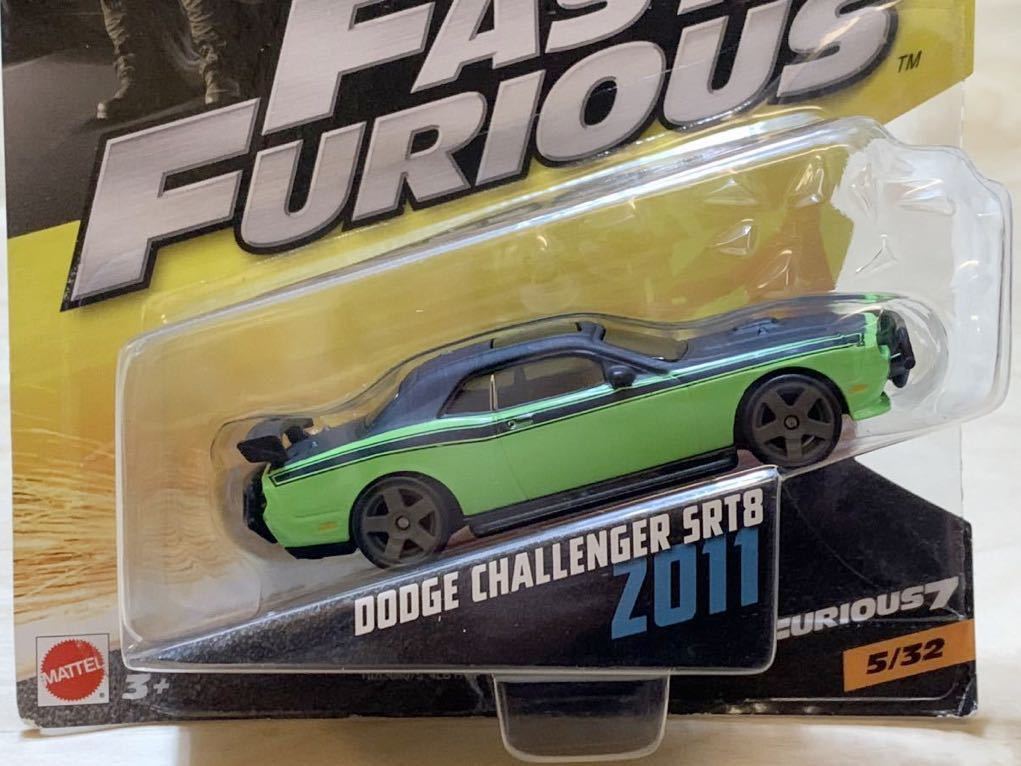 FAST
FURIOUS
TM
DODGE CHALLENGER SRT8
2011
FURIOUS7
5/32
MATTEL
®
3+